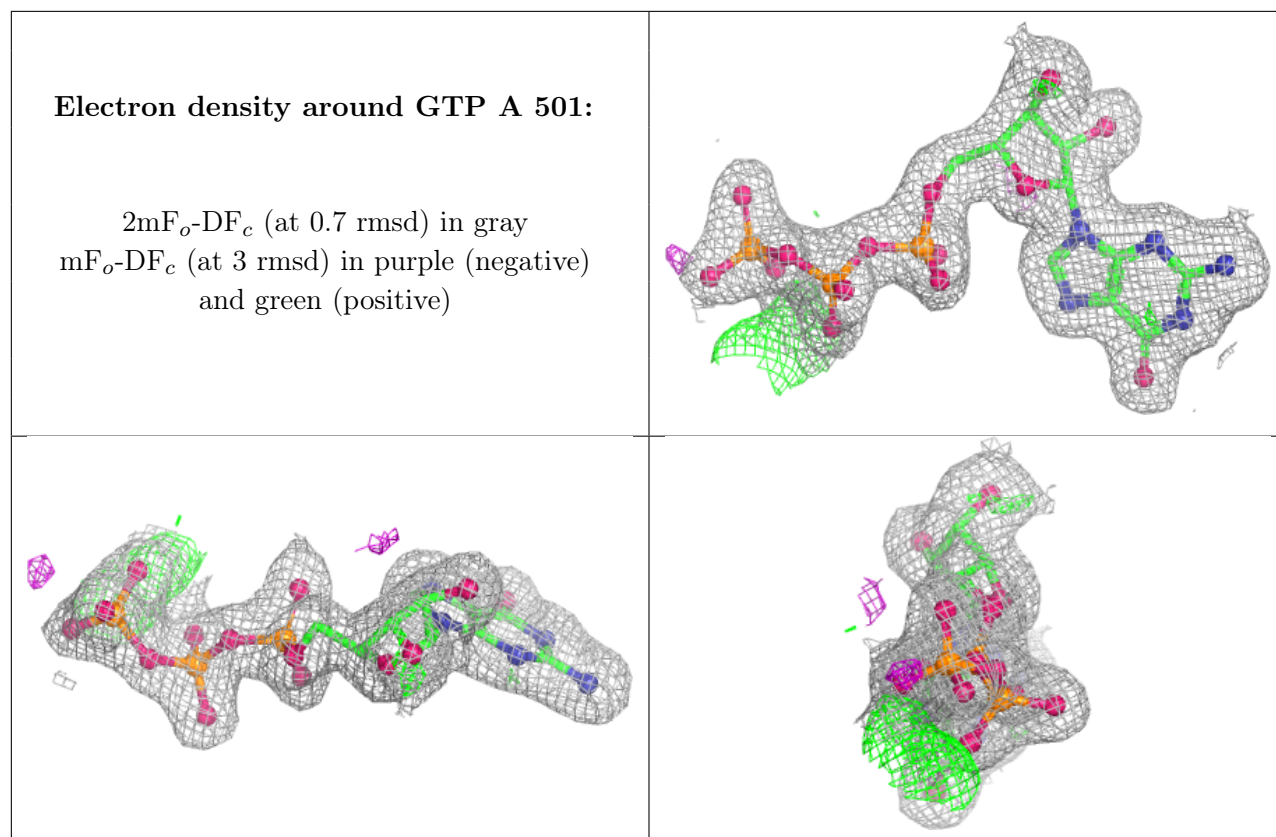 Electron density around GTP A 501:
2mFo-DFc (at 0.7 rmsd) in gray
mFo-DFc (at 3 rmsd) in purple (negative)
and green (positive)